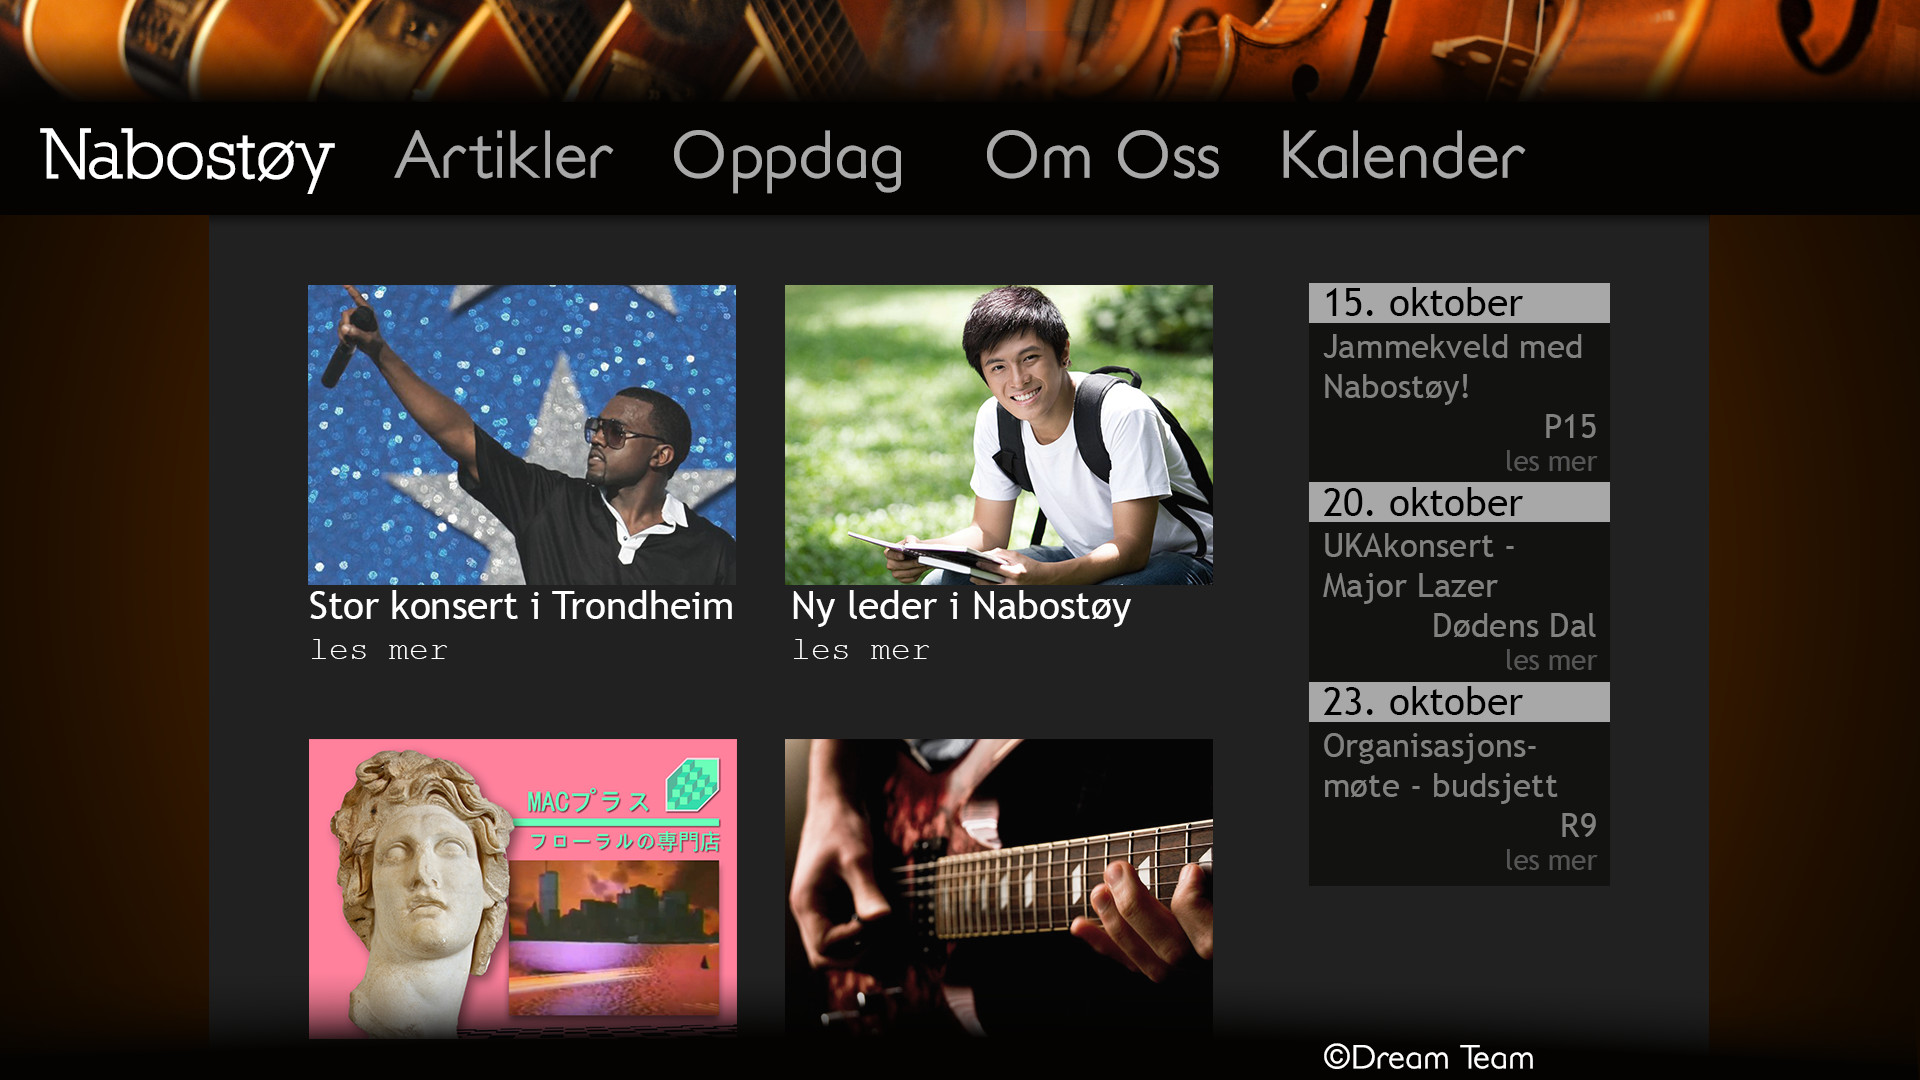 Nabostøy
Artikler
Oppdag
Om Oss
Kalender
Stor konsert i Trondheim
les mer
Ny leder i Nabostøy
les mer
MACプラス
フローラルの専門店
15. oktober
Jammekveld med
Nabostøy!
P15
les mer
20. oktober
UKAkonsert -
Major Lazer
Dødens Dal
les mer
23. oktober
Organisasjons-
møte - budsjett
R9
les mer
©Dream Team